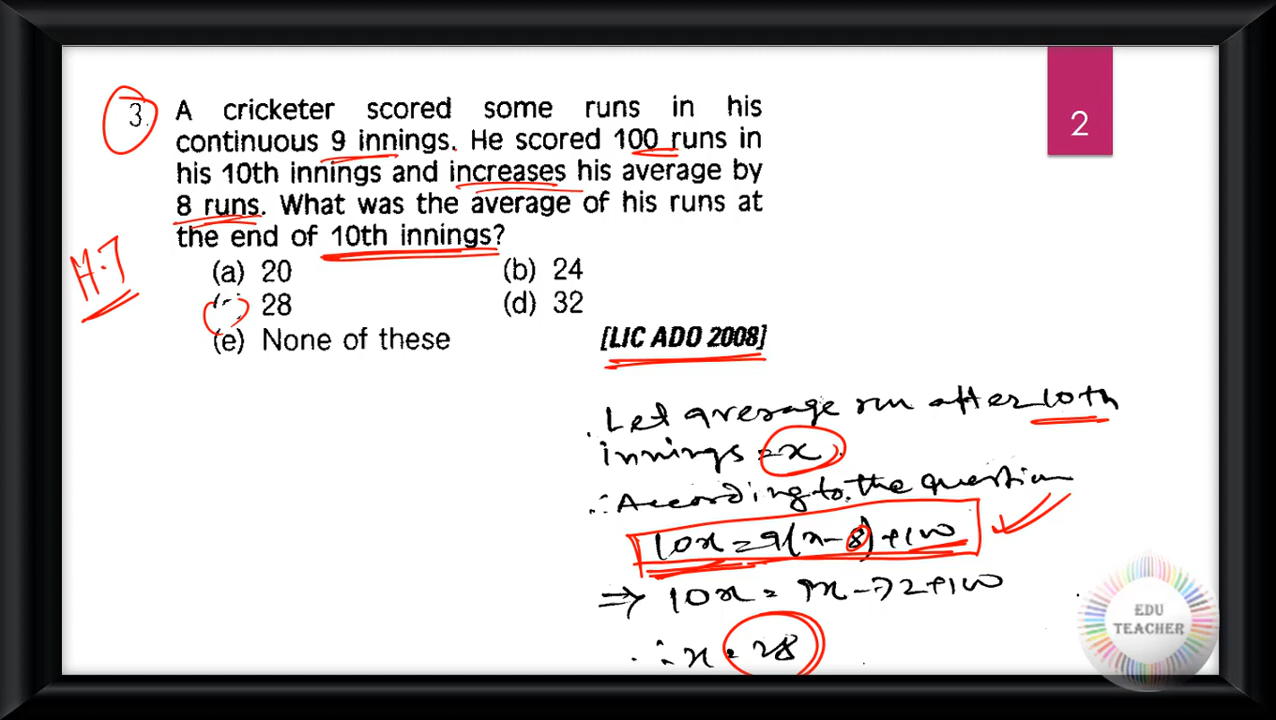 2
3. A cricketer scored some runs in his
continuous 9 innings. He scored 100 runs in
his 10th innings and increases his average by
8 runs. What was the average of his runs at
the end of 10th innings?
H.7
(a) 20 (b) 24
28 (d) 32
(e) None of these
[LIC ADO 2008]
Let average run after 10th
innings = x.
∴ According to the question
10x = 9(x-8)+100
⇒ 10x = 9x-72+100
∴ x = 28
EDU
TEACHER